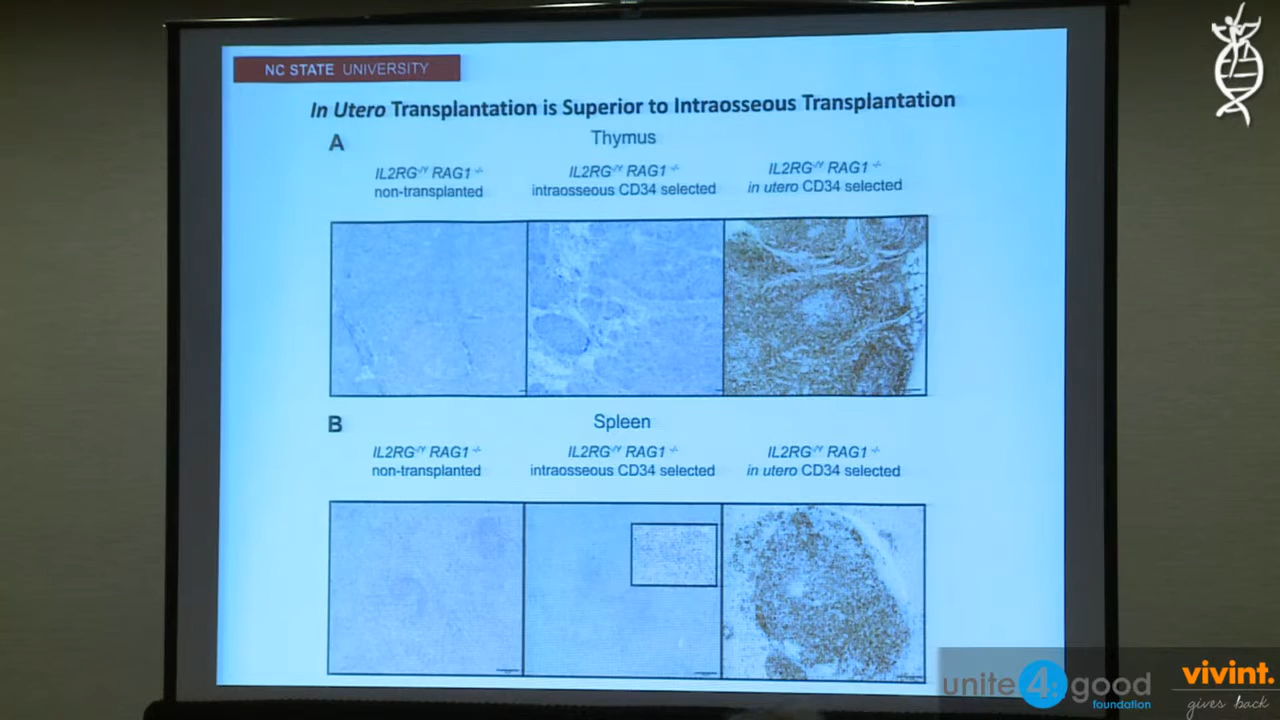 NC STATE UNIVERSITY
In Utero Transplantation is Superior to Intraosseous Transplantation
A
Thymus
IL2RG-/Y RAG1-/-
non-transplanted
IL2RG-/Y RAG1-/-
intraosseous CD34 selected
IL2RG-/Y RAG1-/-
in utero CD34 selected
B
Spleen
IL2RG-/Y RAG1-/-
non-transplanted
IL2RG-/Y RAG1-/-
intraosseous CD34 selected
IL2RG-/Y RAG1-/-
in utero CD34 selected
unite 4: good
foundation
vivint.
gives back